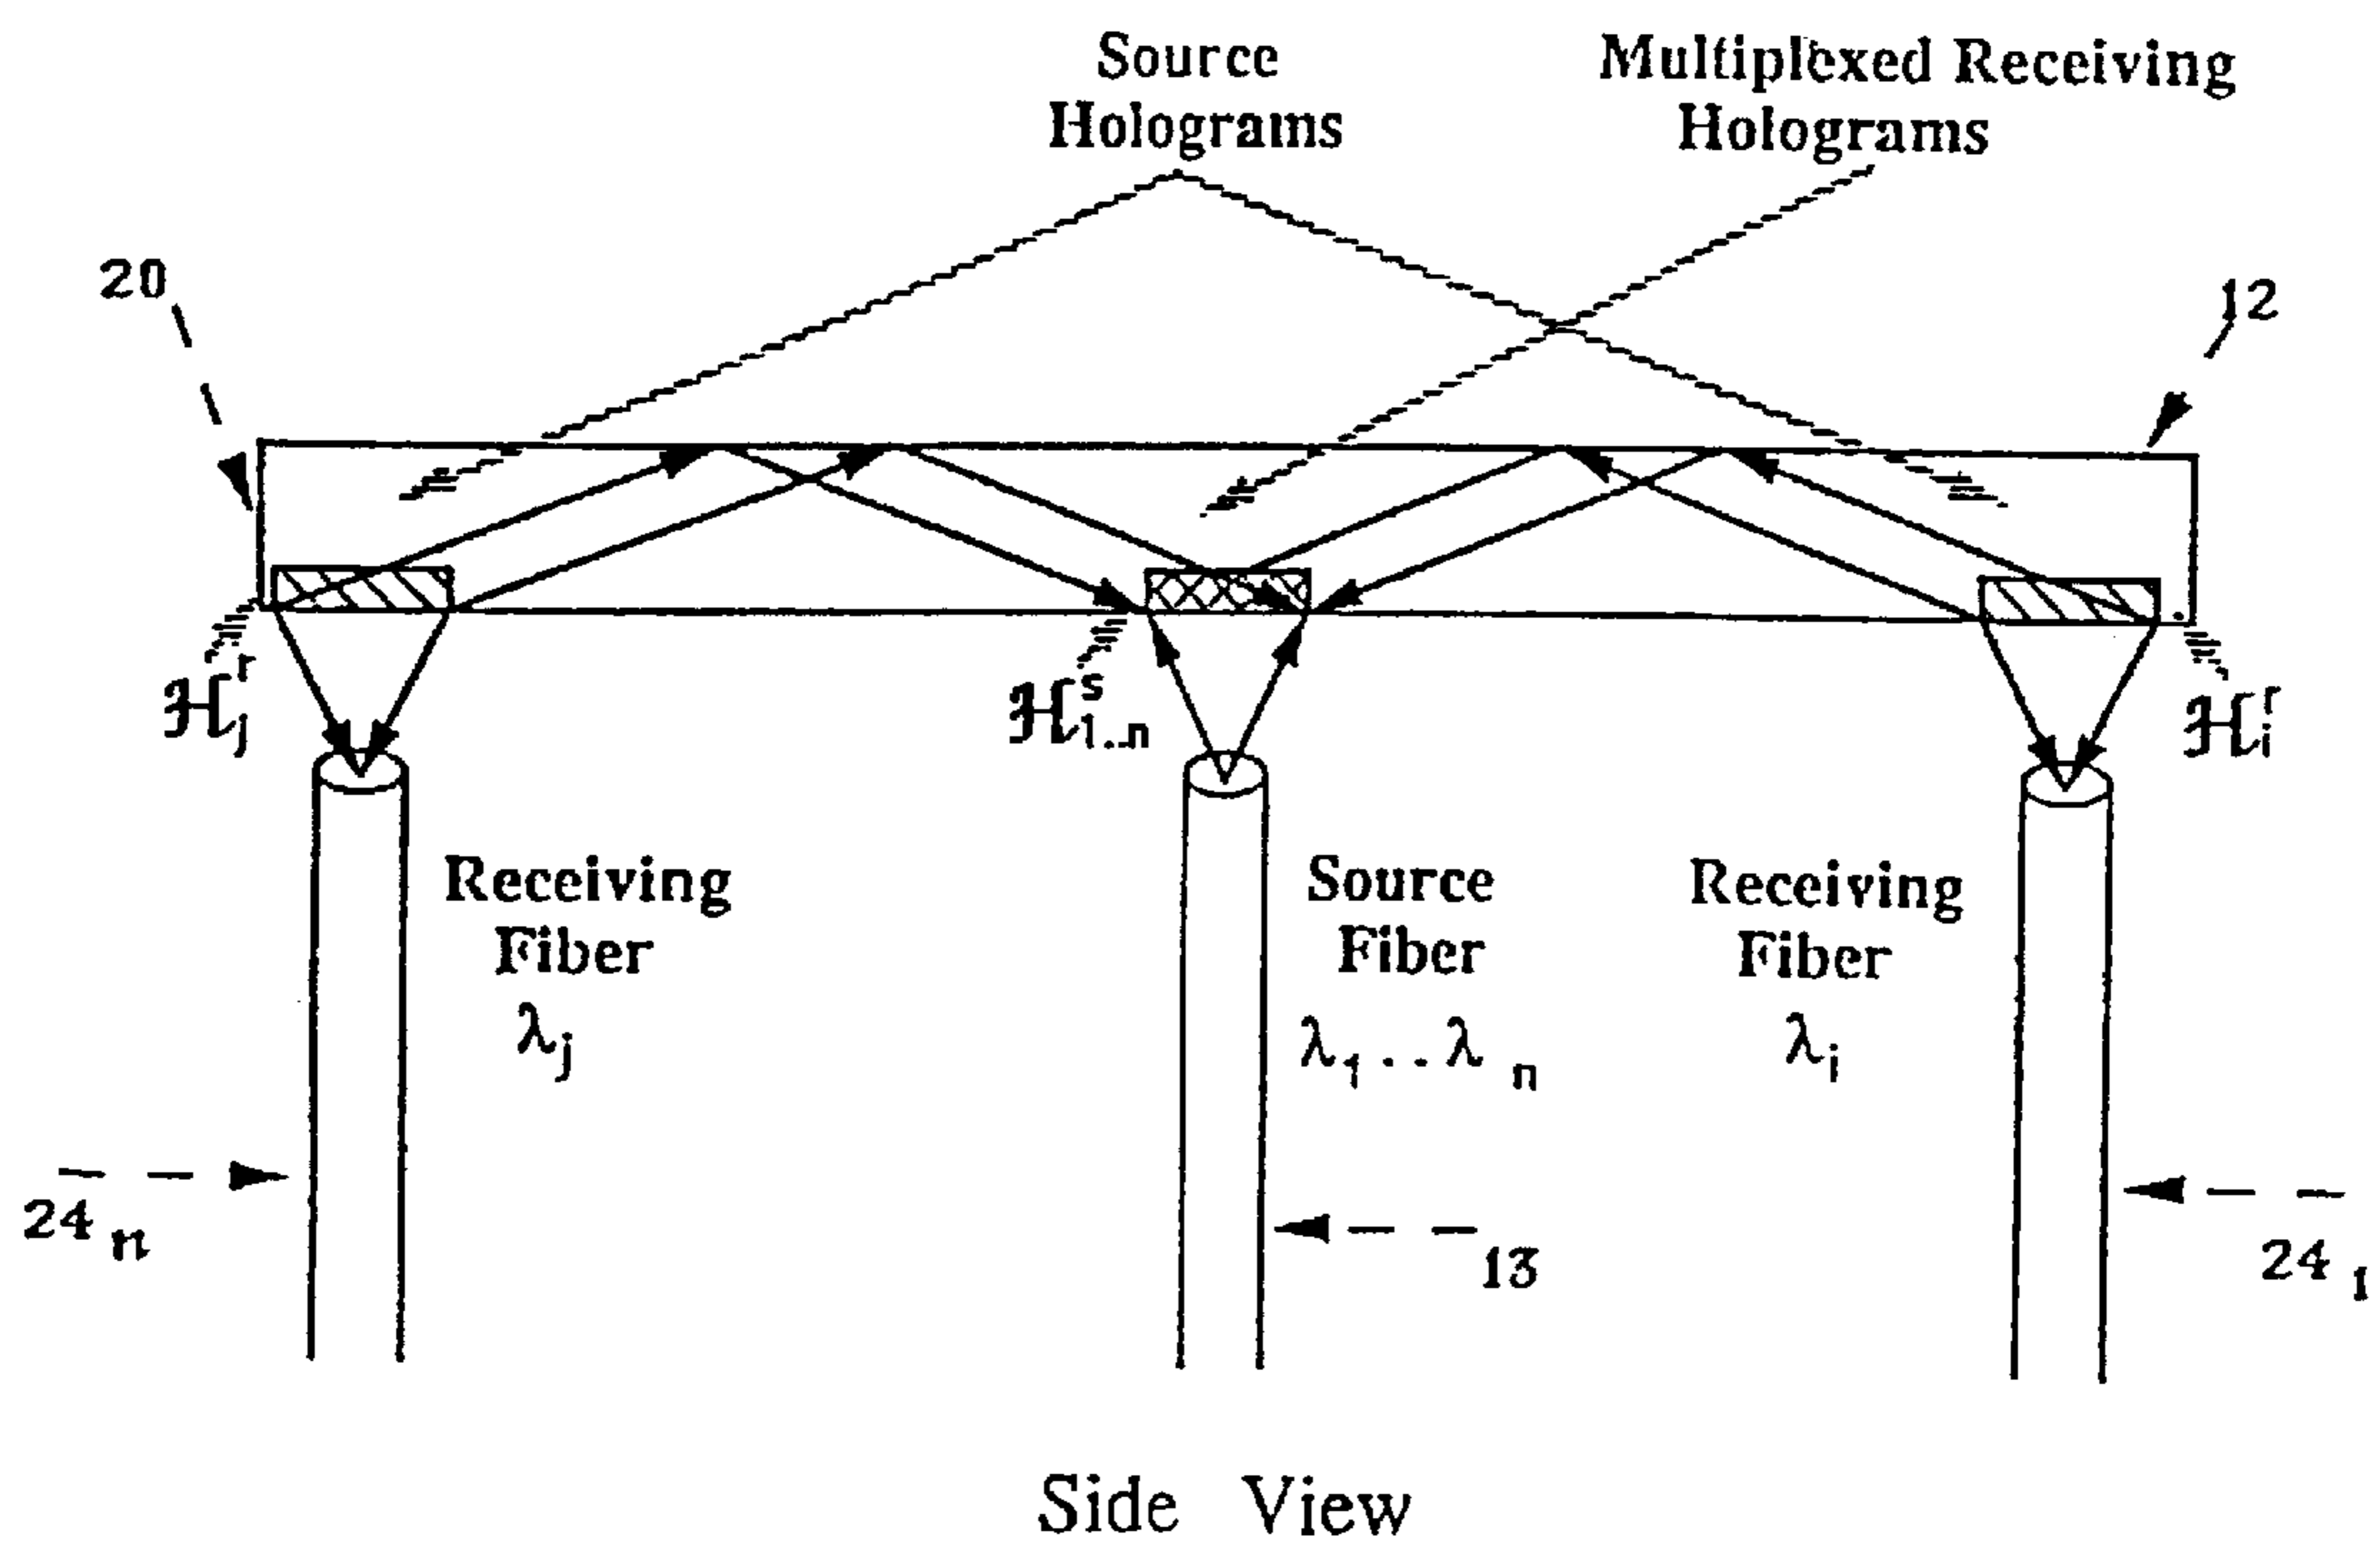 Source
Holograms
Multiplexed Receiving
Holograms
20
12
ℋ_j^r
ℋ_{1..n}^s
ℋ_i^r
Receiving
Fiber
λ_j
Source
Fiber
λ_1 . . λ_n
Receiving
Fiber
λ_i
24_n
13
24_1
Side View